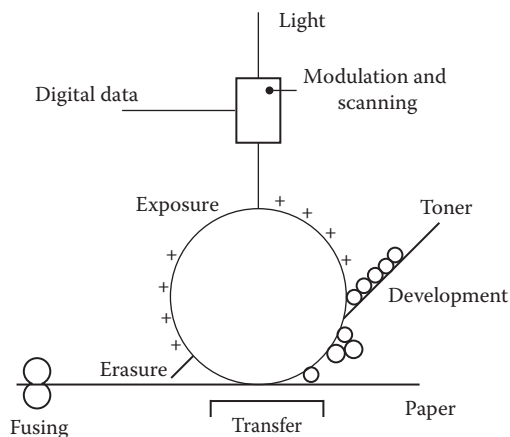 Light
Modulation and
scanning
Digital data
Exposure
Toner
+
+
+
+
+
+
+
+
Development
Erasure
Paper
Fusing
Transfer